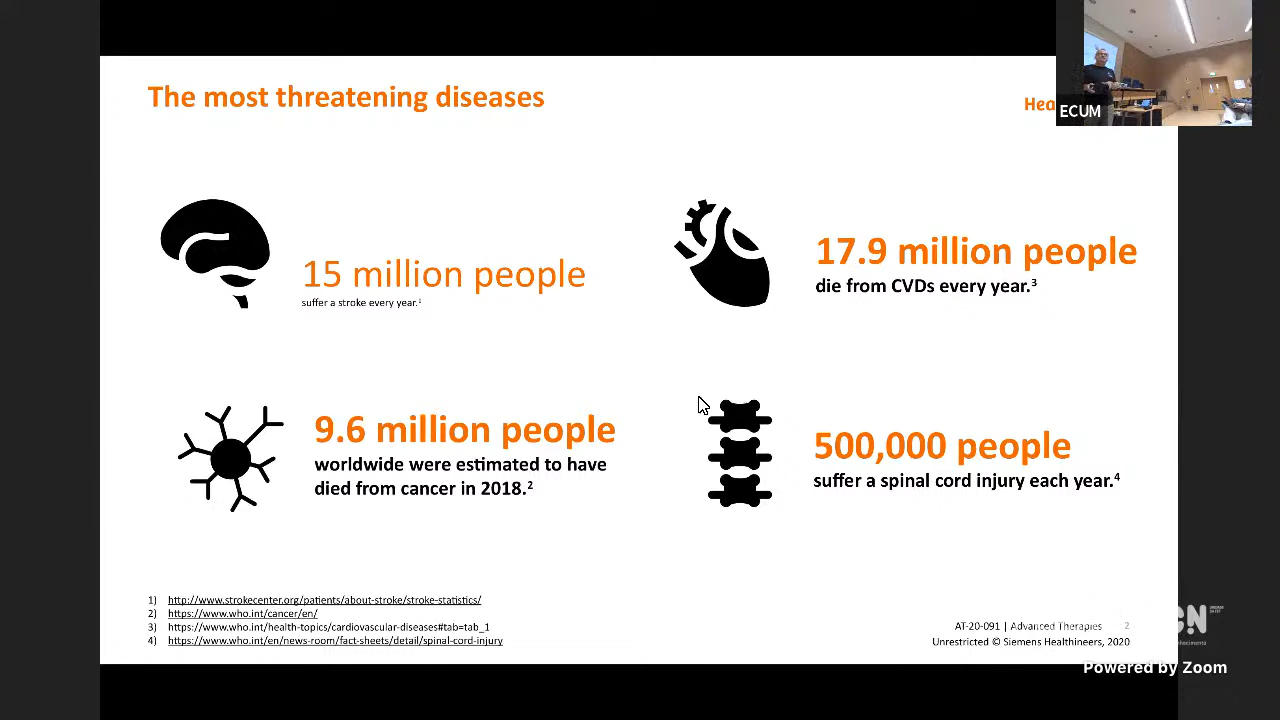 The most threatening diseases
ECUM
15 million people
suffer a stroke every year.¹
17.9 million people
die from CVDs every year.³
9.6 million people
worldwide were estimated to have
died from cancer in 2018.²
500,000 people
suffer a spinal cord injury each year.⁴
1) http://www.strokecenter.org/patients/about-stroke/stroke-statistics/
2) https://www.who.int/cancer/en/
3) https://www.who.int/health-topics/cardiovascular-diseases#tab=tab_1
4) https://www.who.int/en/news-room/fact-sheets/detail/spinal-cord-injury
AT-20-091 | Advanced Therapies 2
Unrestricted © Siemens Healthineers, 2020
Powered by Zoom